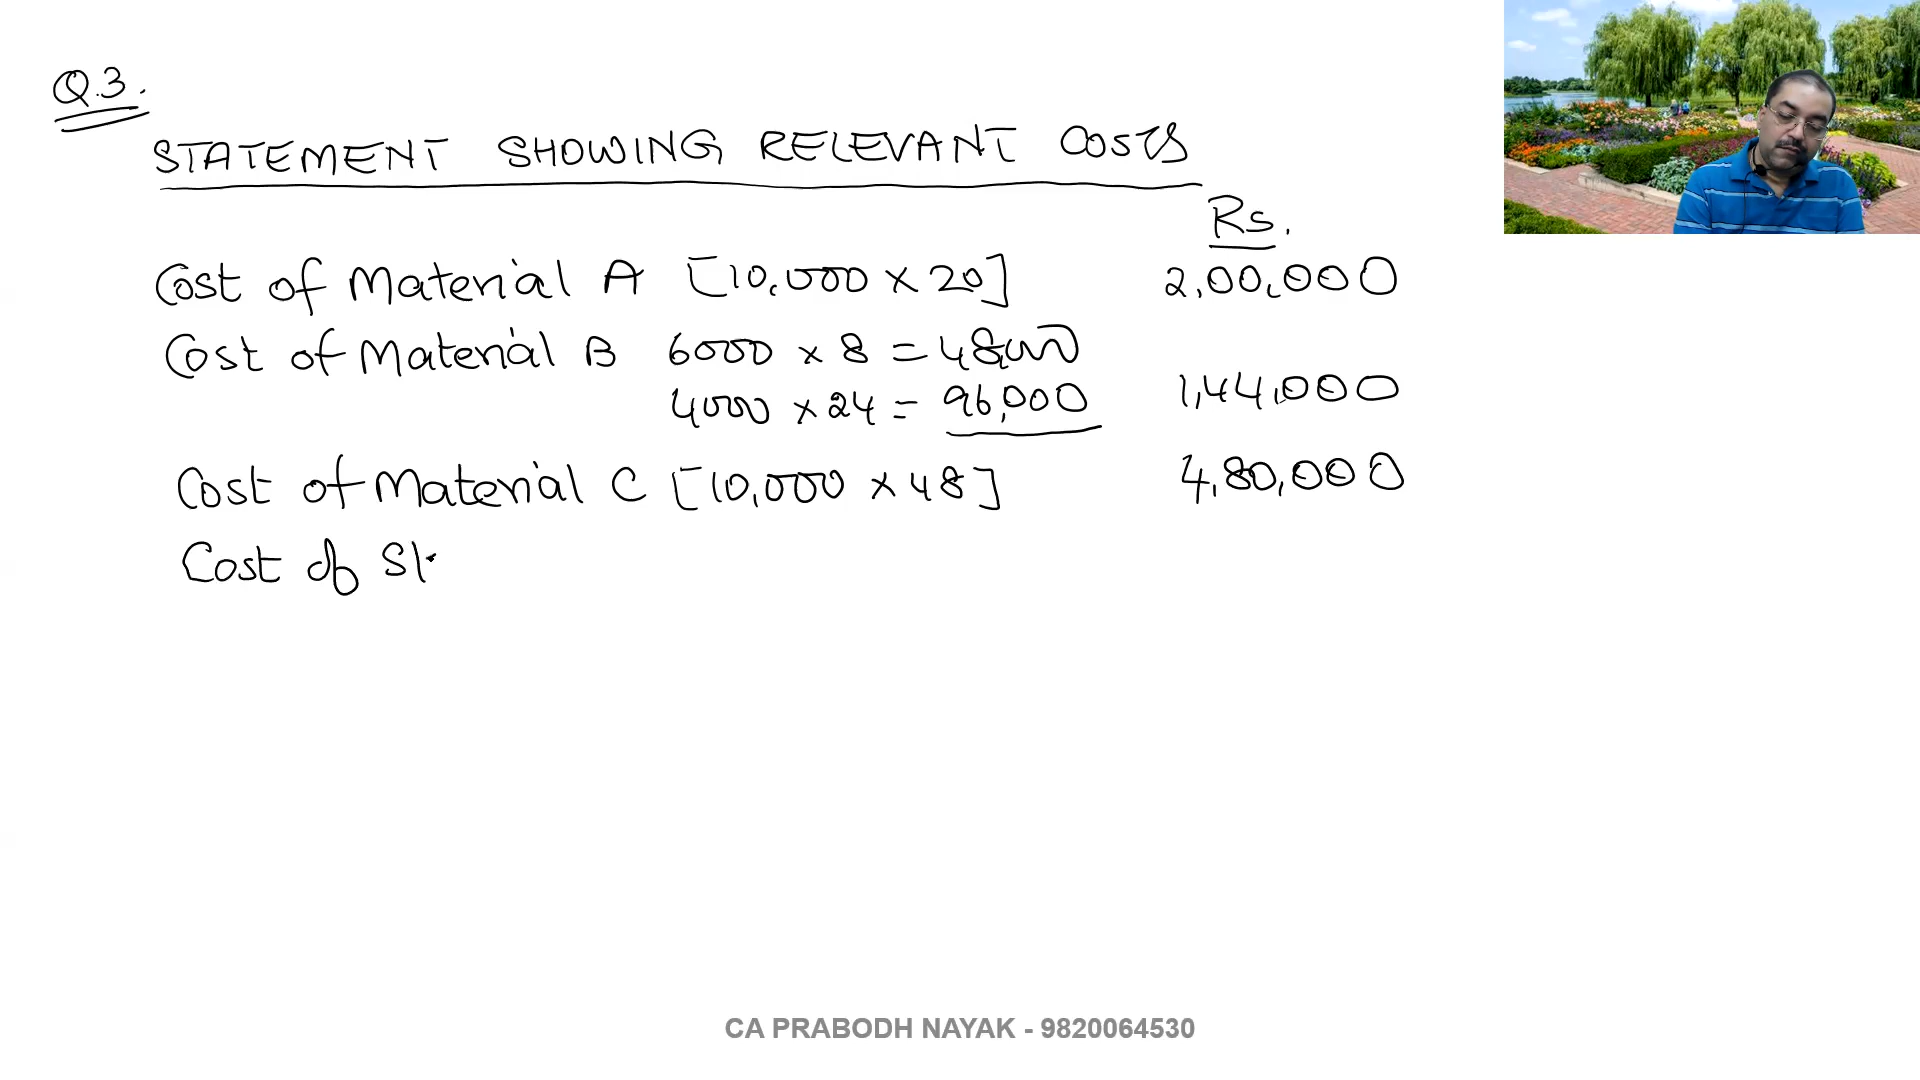 Q.3.
STATEMENT SHOWING RELEVANT COSTS
Rs.
Cost of Material A [10,000 × 20] 2,00,000
Cost of Material B 6000 × 8 = 48,000
4000 × 24 = 96,000 1,44,000
Cost of Material C [10,000 × 48] 4,80,000
Cost of
CA PRABODH NAYAK - 9820064530